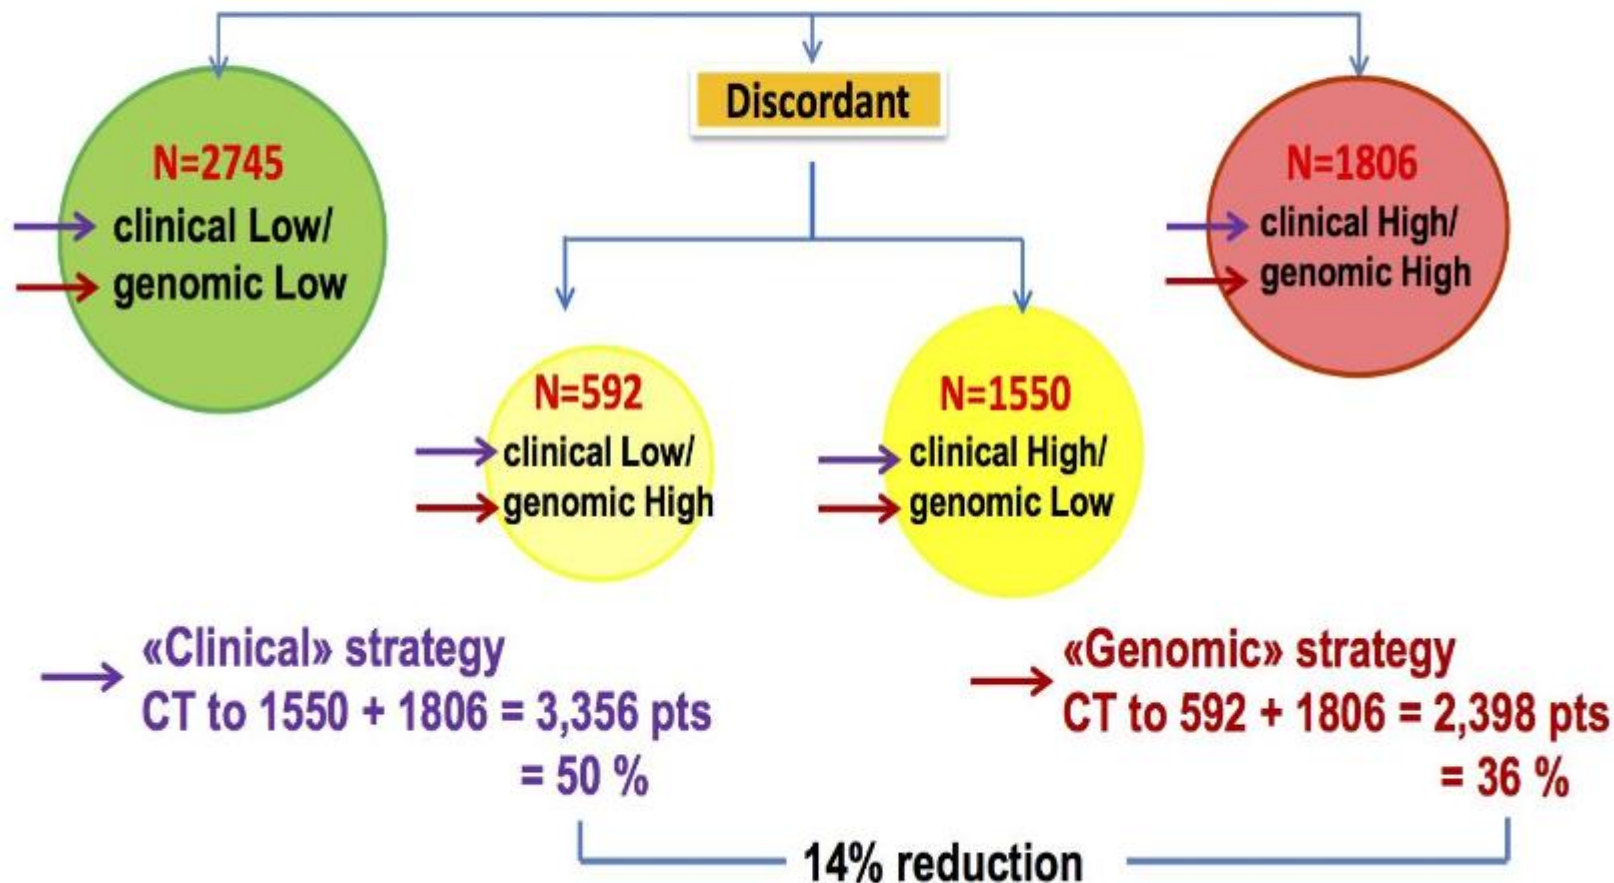 Discordant
N=2745
clinical Low/
genomic Low
N=1806
clinical High/
genomic High
N=592
clinical Low/
genomic High
N=1550
clinical High/
genomic Low
«Clinical» strategy
CT to 1550 + 1806 = 3,356 pts
= 50 %
«Genomic» strategy
CT to 592 + 1806 = 2,398 pts
= 36 %
14% reduction